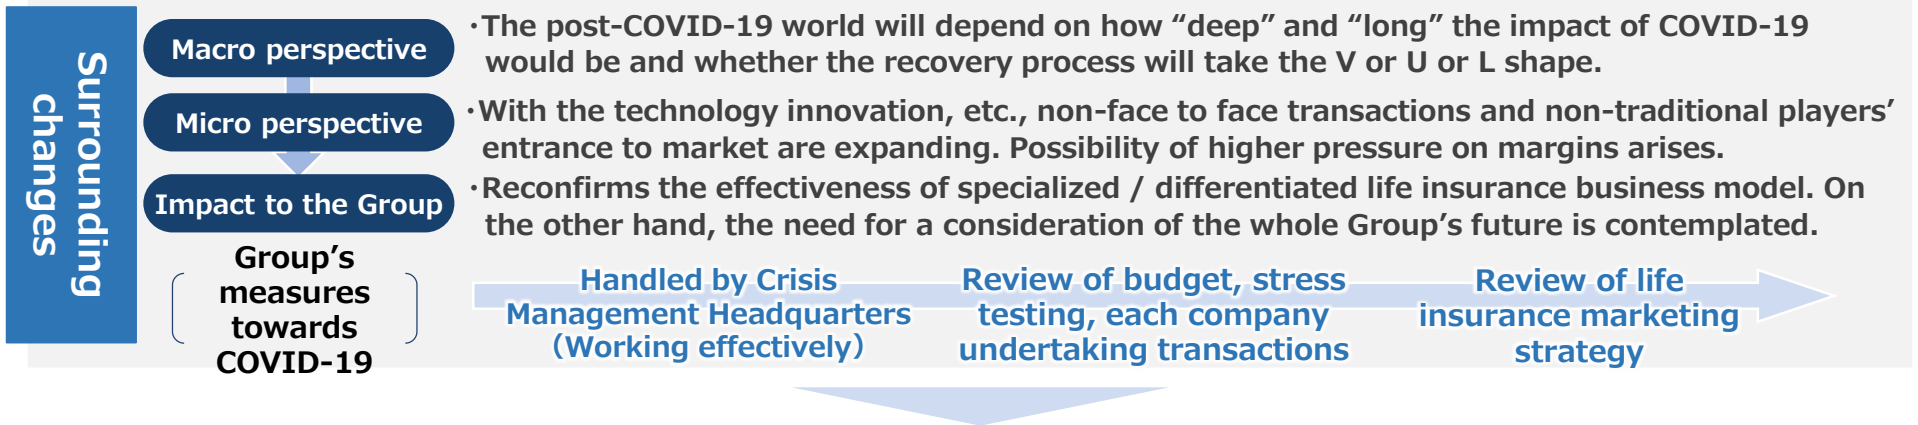 Surrounding
changes
Macro perspective
・The post-COVID-19 world will depend on how “deep” and “long” the impact of COVID-19
would be and whether the recovery process will take the V or U or L shape.
Micro perspective
・With the technology innovation, etc., non-face to face transactions and non-traditional players’
entrance to market are expanding. Possibility of higher pressure on margins arises.
Impact to the Group
・Reconfirms the effectiveness of specialized / differentiated life insurance business model. On
the other hand, the need for a consideration of the whole Group’s future is contemplated.
Group’s
measures
towards
COVID-19
Handled by Crisis
Management Headquarters
（Working effectively）
Review of budget, stress
testing, each company
undertaking transactions
Review of life
insurance marketing
strategy